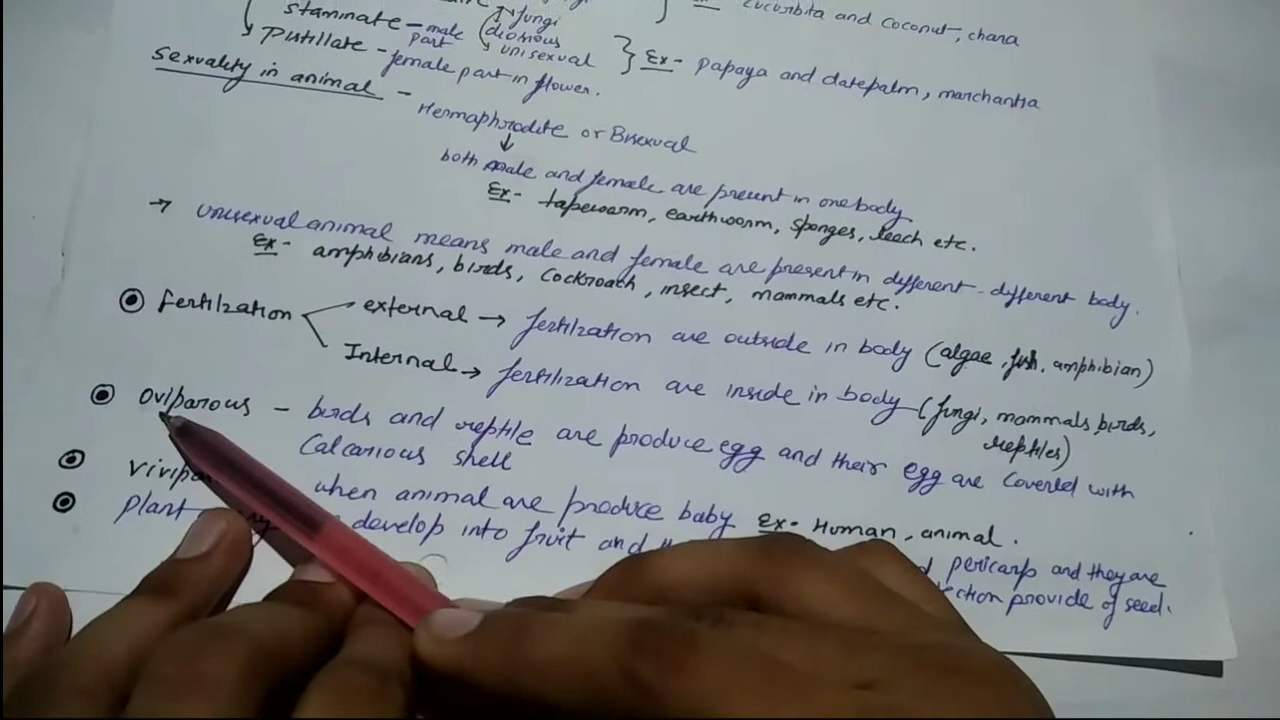 fungi
Cucurbita and coconut, chara
Staminate - male part
(dioceous
unisexual
Pistillate - female part in flower.
Ex- papaya and datepalm, marchantia
Sexuality in animal - Hermaphrodite or Bisexual
both male and female are present in one body
Ex- tapeworm, earthworm, sponges, leech etc.
→ unisexual animal means male and female are present in different-different body.
Ex- amphibians, birds, Cockroach, insect, mammals etc.
Fertilization
external → fertilization are outside in body (algae, fish, amphibian)
Internal → fertilization are inside in body (fungi, mammals, birds, reptiles)
Oviparous - birds and reptile are produce egg and their egg are covered with
Calcarious shell
when animal are produce baby Ex- Human, animal.
plant develop into fruit and
pericarp and they are
provide of seed.